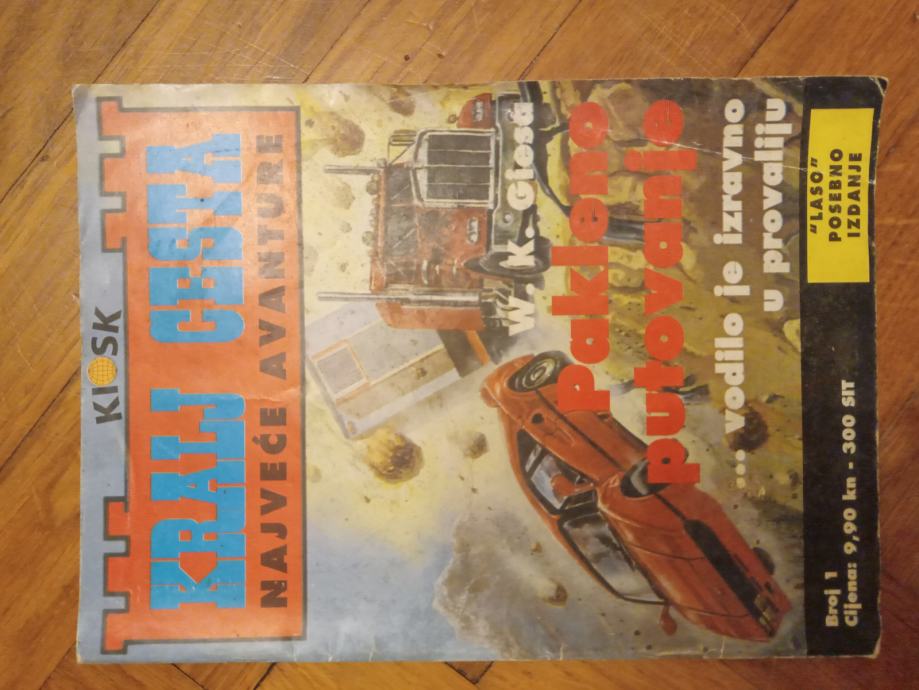 KIOSK
KRALJ CESTA
NAJVEĆE AVANTURE
W. K. Giesa
Pakleno
putovanje
... vodilo je izravno
u provaliju
Broj 1
Cijena: 9,90 kn - 300 SIT
"LASO"
POSEBNO
IZDANJE